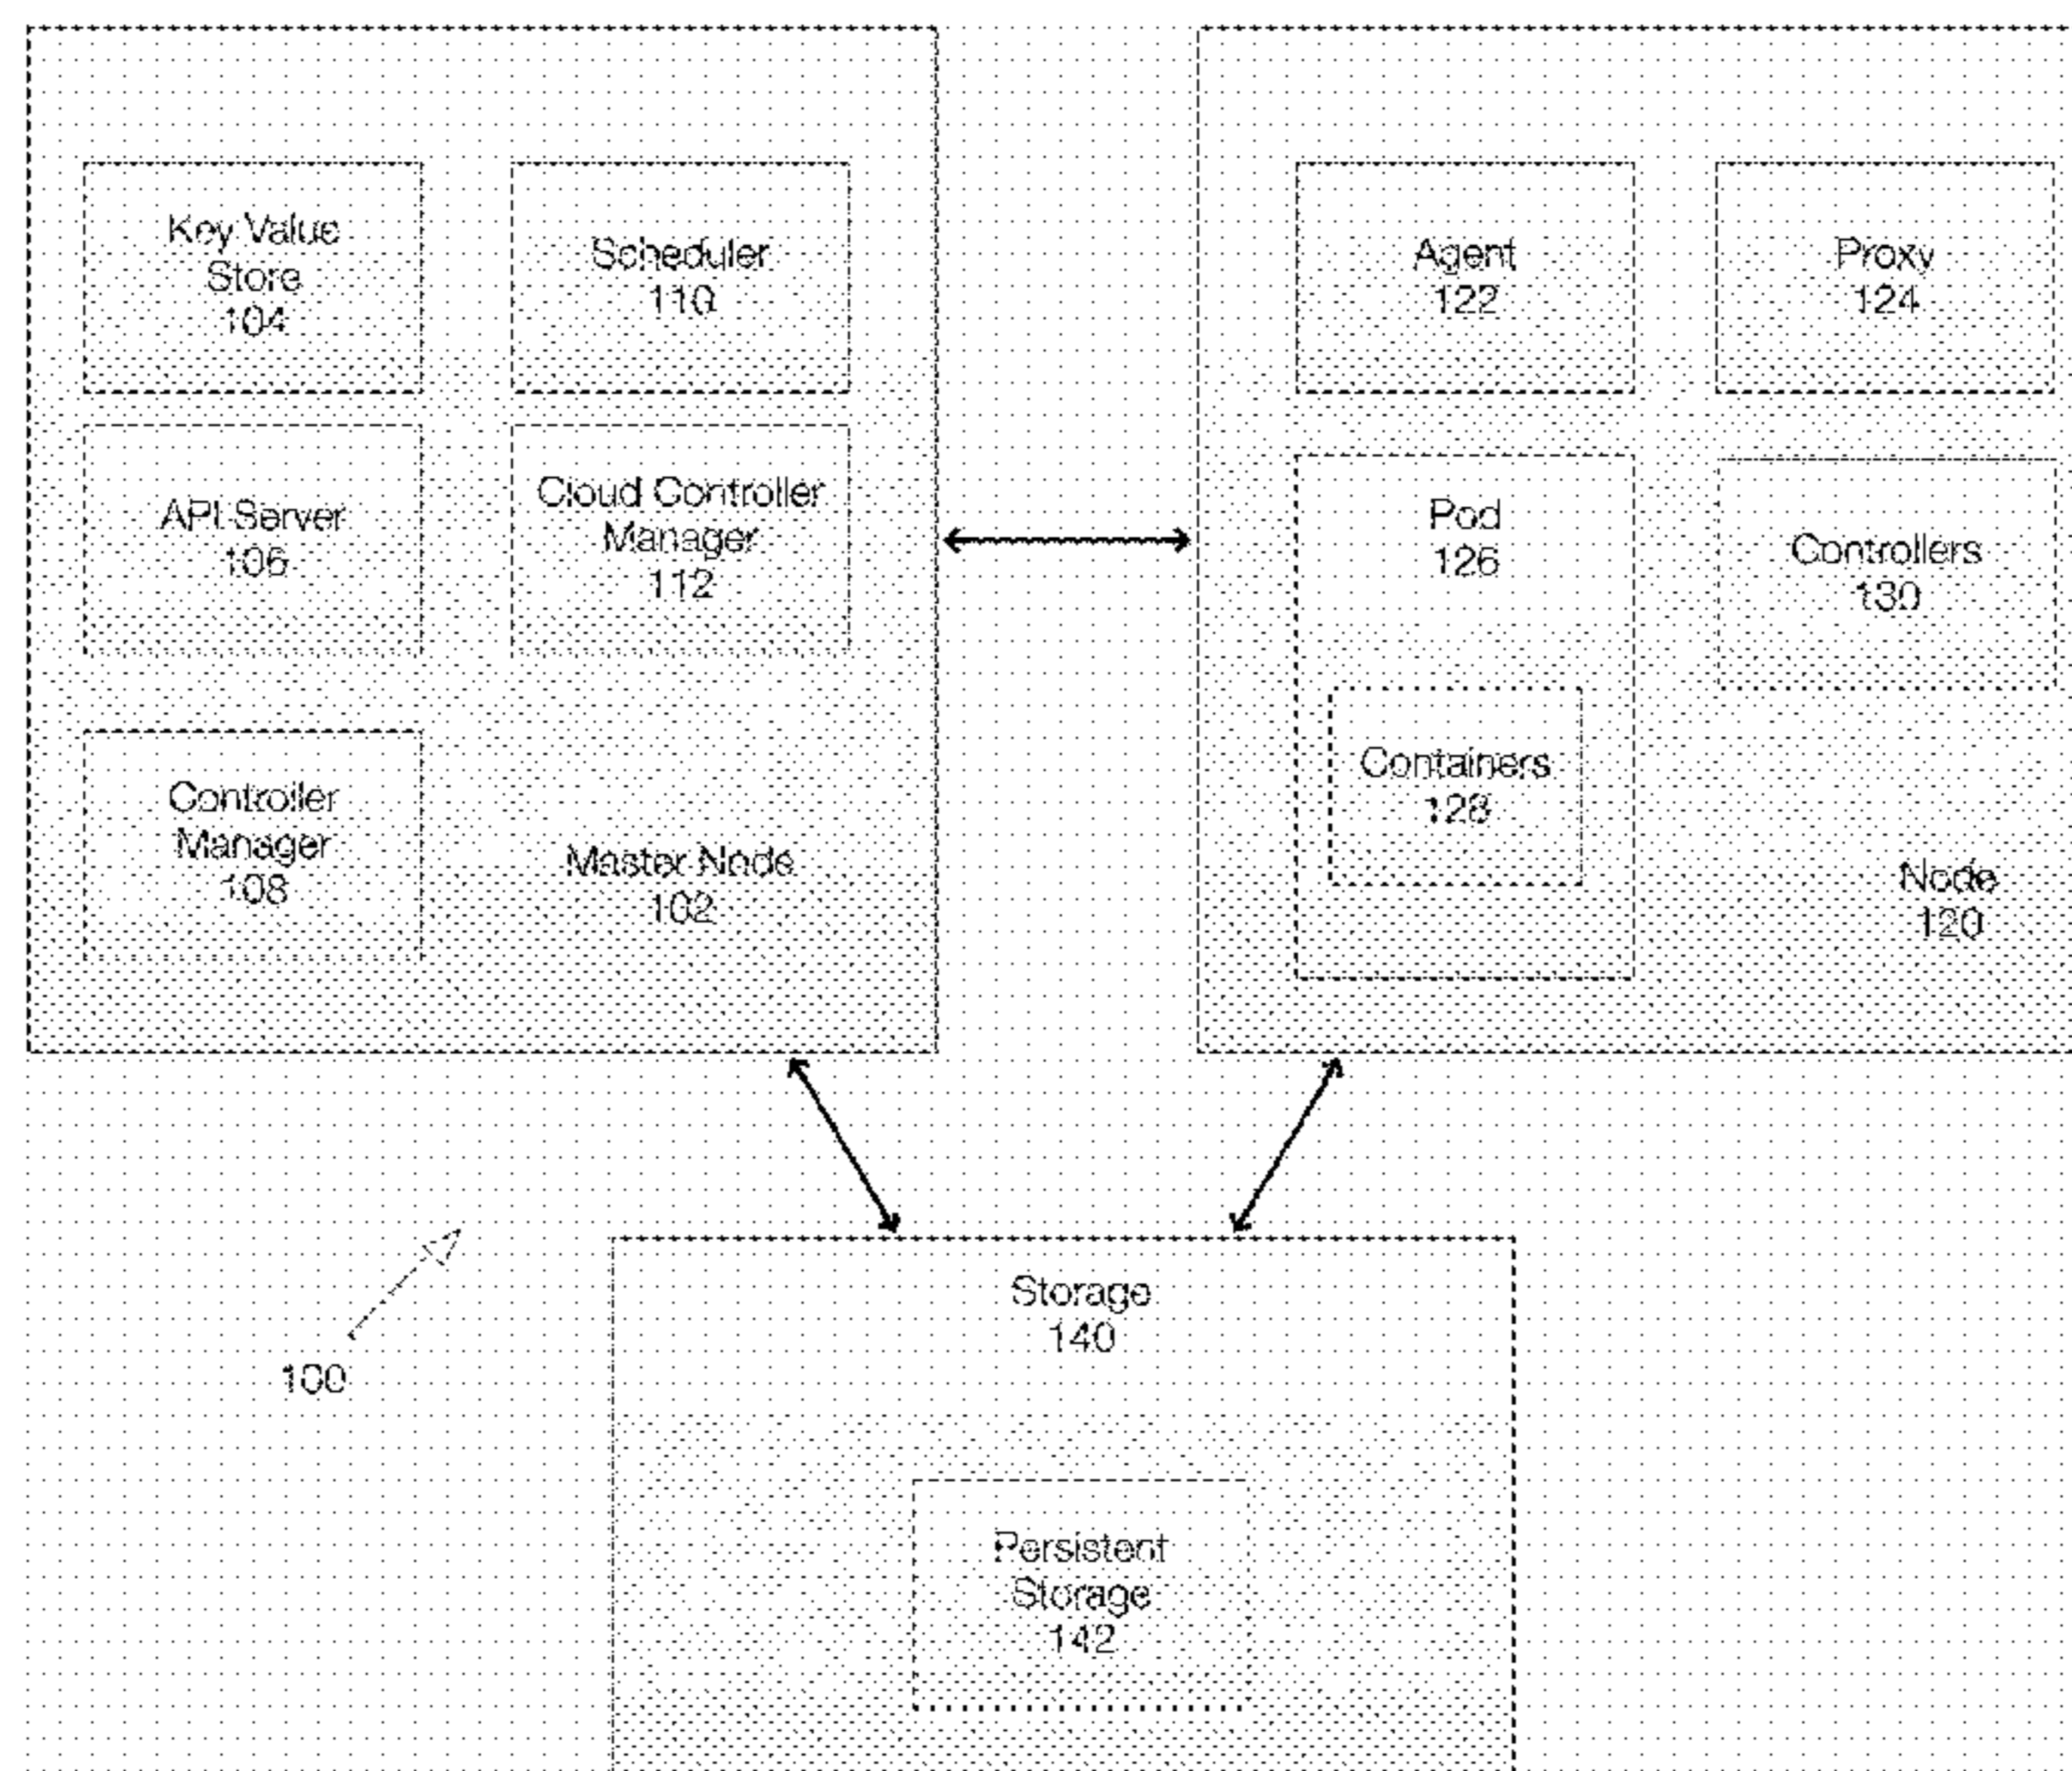 Key Value
Store
104
Scheduler
110
API Server
106
Cloud Controller
Manager
112
Controller
Manager
108
Master Node
102
Agent
122
Proxy
124
Pod
126
Controllers
130
Containers
128
Node
120
100
Storage
140
Persistent
Storage
142